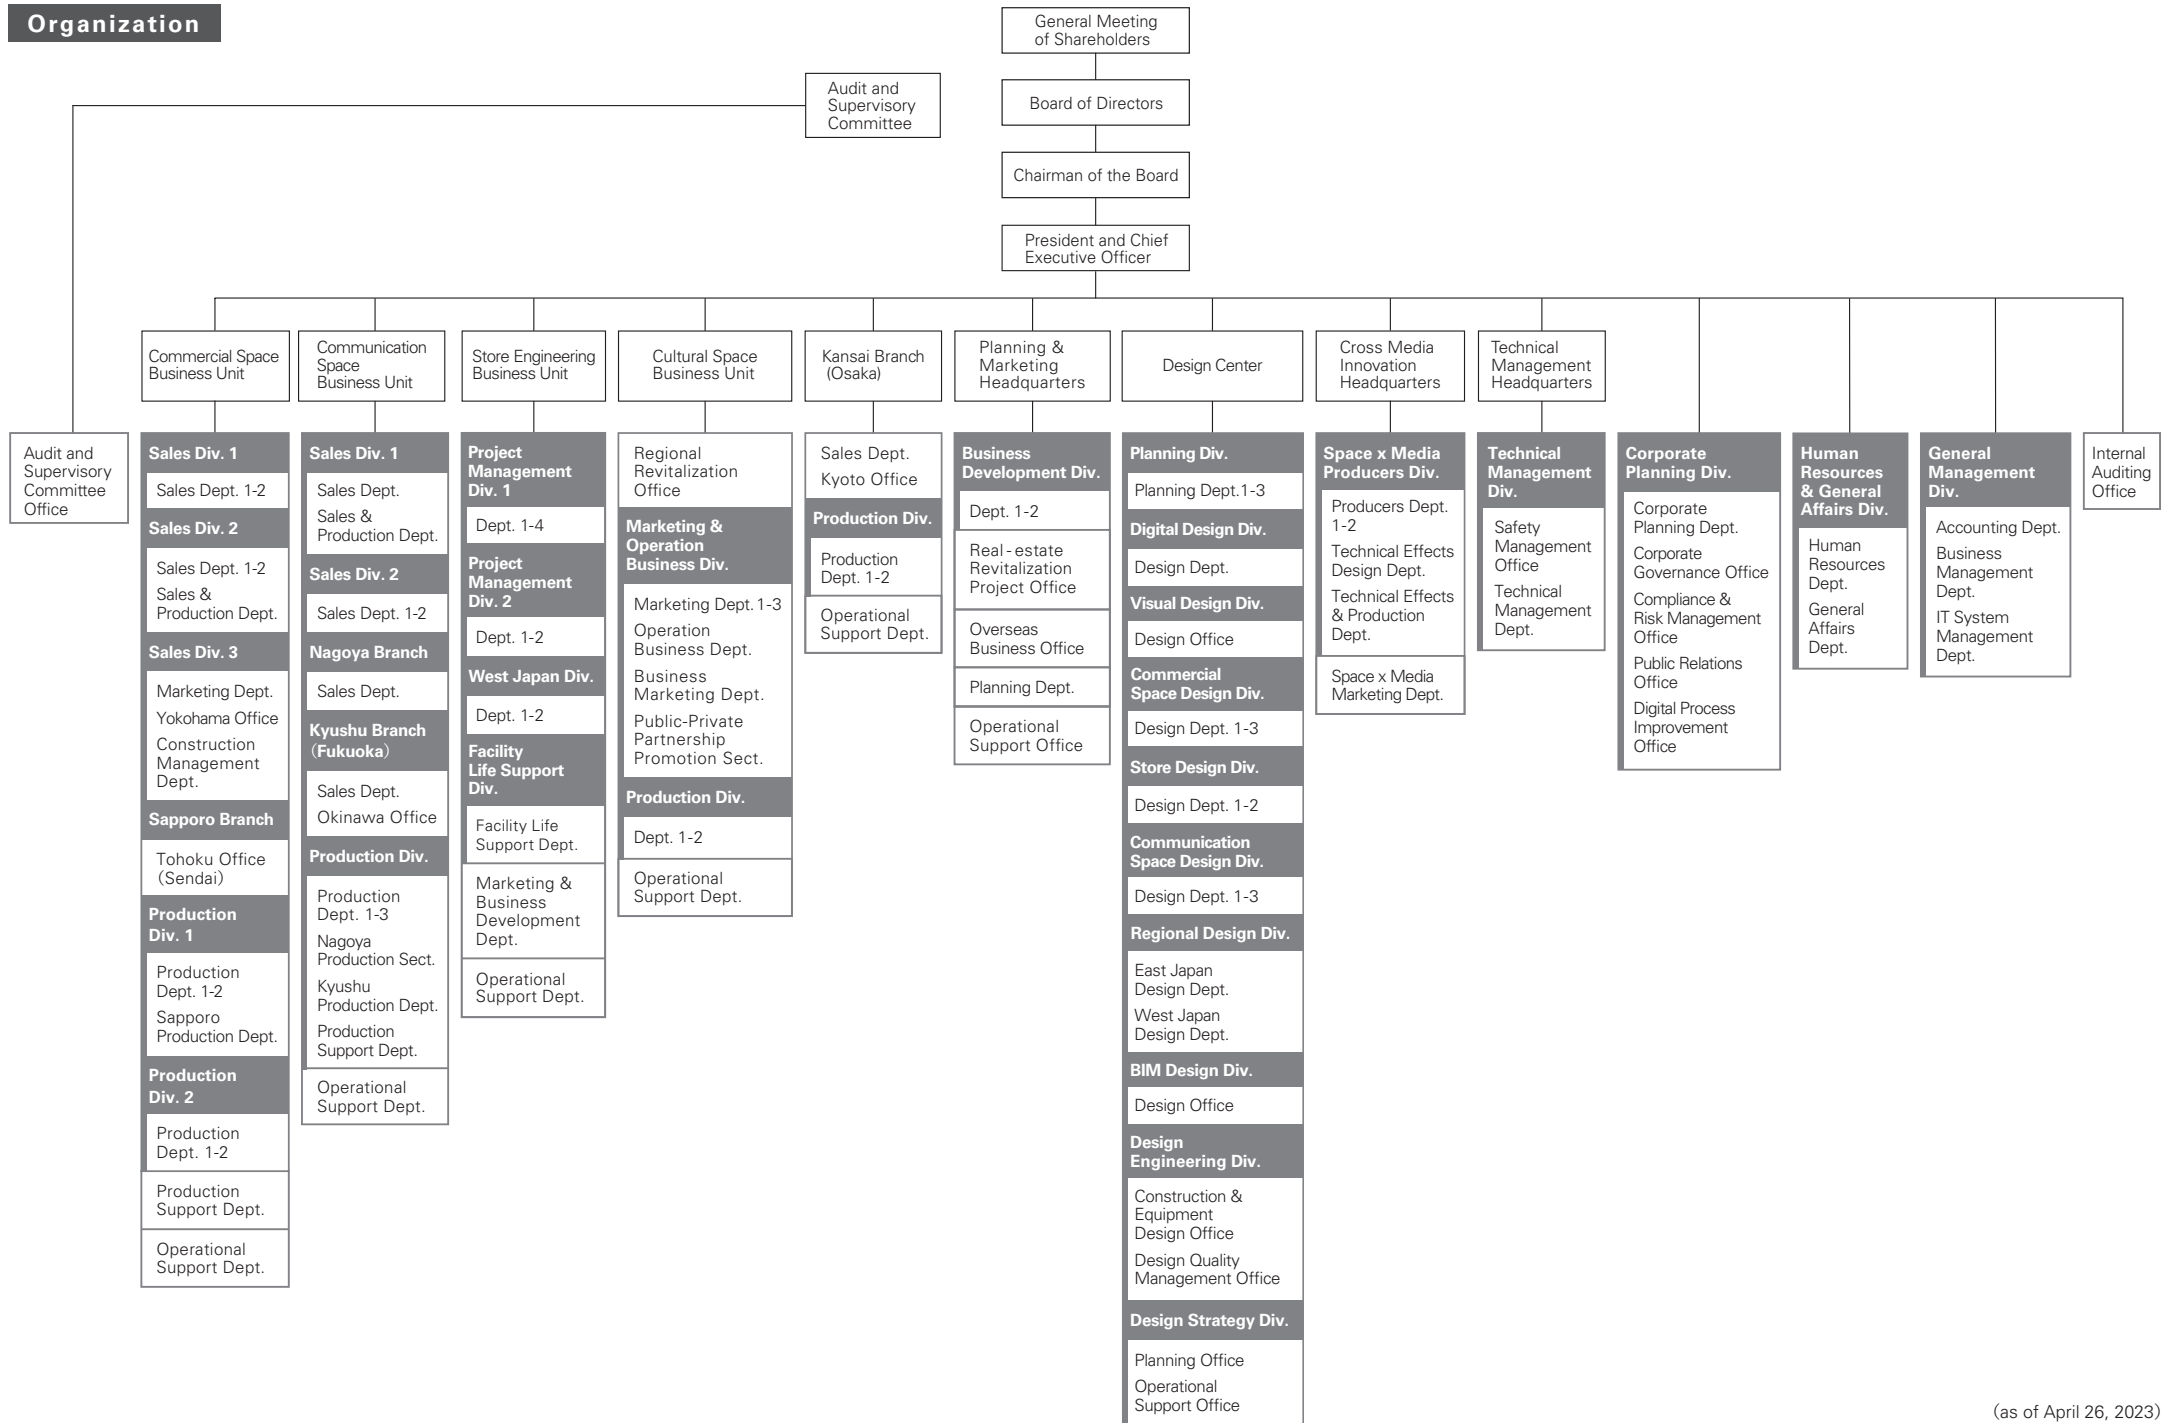 Organization
General Meeting
of Shareholders
Audit and
Supervisory
Committee
Board of Directors
Chairman of the Board
President and Chief
Executive Officer
Commercial Space
Business Unit
Communication
Space
Business Unit
Store Engineering
Business Unit
Cultural Space
Business Unit
Kansai Branch
(Osaka)
Planning &
Marketing
Headquarters
Design Center
Cross Media
Innovation
Headquarters
Technical
Management
Headquarters
Audit and
Supervisory
Committee
Office
Sales Div. 1
Sales Dept. 1-2
Sales Div. 2
Sales Dept. 1-2
Sales &
Production Dept.
Sales Div. 3
Marketing Dept.
Yokohama Office
Construction
Management
Dept.
Sapporo Branch
Tohoku Office
(Sendai)
Production
Div. 1
Production
Dept. 1-2
Sapporo
Production Dept.
Production
Div. 2
Production
Dept. 1-2
Production
Support Dept.
Operational
Support Dept.
Sales Div. 1
Sales Dept.
Sales &
Production Dept.
Sales Div. 2
Sales Dept. 1-2
Nagoya Branch
Sales Dept.
Kyushu Branch
(Fukuoka)
Sales Dept.
Okinawa Office
Production Div.
Production
Dept. 1-3
Nagoya
Production Sect.
Kyushu
Production Dept.
Production
Support Dept.
Operational
Support Dept.
Project
Management
Div. 1
Dept. 1-4
Project
Management
Div. 2
Dept. 1-2
West Japan Div.
Dept. 1-2
Facility
Life Support
Div.
Facility Life
Support Dept.
Marketing &
Business
Development
Dept.
Operational
Support Dept.
Regional
Revitalization
Office
Marketing &
Operation
Business Div.
Marketing Dept. 1-3
Operation
Business Dept.
Business
Marketing Dept.
Public-Private
Partnership
Promotion Sect.
Production Div.
Dept. 1-2
Operational
Support Dept.
Sales Dept.
Kyoto Office
Production Div.
Production
Dept. 1-2
Operational
Support Dept.
Business
Development Div.
Dept. 1-2
Real-estate
Revitalization
Project Office
Overseas
Business Office
Planning Dept.
Operational
Support Office
Planning Div.
Planning Dept.1-3
Digital Design Div.
Design Dept.
Visual Design Div.
Design Office
Commercial
Space Design Div.
Design Dept. 1-3
Store Design Div.
Design Dept. 1-2
Communication
Space Design Div.
Design Dept. 1-3
Regional Design Div.
East Japan
Design Dept.
West Japan
Design Dept.
BIM Design Div.
Design Office
Design
Engineering Div.
Construction &
Equipment
Design Office
Design Quality
Management Office
Design Strategy Div.
Planning Office
Operational
Support Office
Space x Media
Producers Div.
Producers Dept.
1-2
Technical Effects
Design Dept.
Technical Effects
& Production
Dept.
Space x Media
Marketing Dept.
Technical
Management
Div.
Safety
Management
Office
Technical
Management
Dept.
Corporate
Planning Div.
Corporate
Planning Dept.
Corporate
Governance Office
Compliance &
Risk Management
Office
Public Relations
Office
Digital Process
Improvement
Office
Human
Resources
& General
Affairs Div.
Human
Resources
Dept.
General
Affairs
Dept.
General
Management
Div.
Accounting Dept.
Business
Management
Dept.
IT System
Management
Dept.
Internal
Auditing
Office
(as of April 26, 2023)